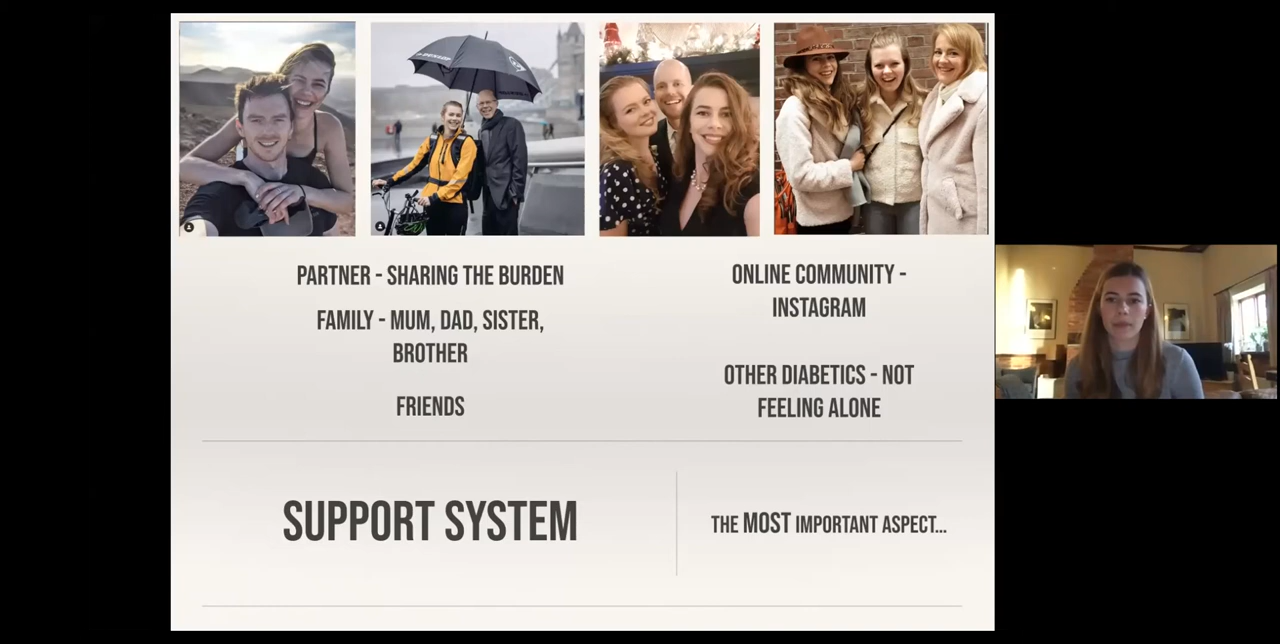 PARTNER - SHARING THE BURDEN
FAMILY - MUM, DAD, SISTER,
BROTHER
FRIENDS
ONLINE COMMUNITY -
INSTAGRAM
OTHER DIABETICS - NOT
FEELING ALONE
SUPPORT SYSTEM
THE MOST IMPORTANT ASPECT...